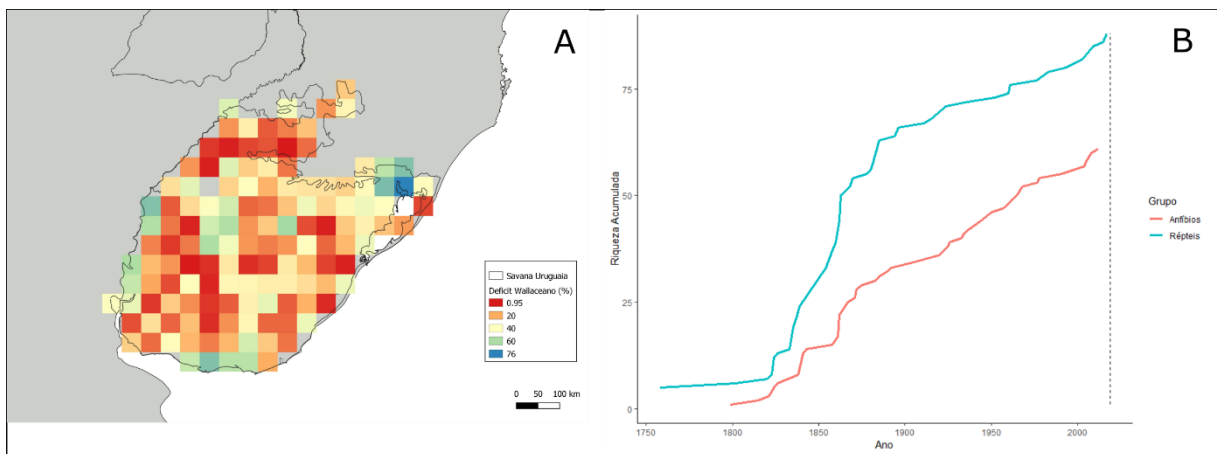 A
Savana Uruguaia
Deficit Wallaceano (%)
0.95
20
40
60
76
0 50 100 km
B
75
50
25
0
Riqueza Acumulada
1750 1800 1850 1900 1950 2000
Ano
Grupo
Anfíbios
Répteis